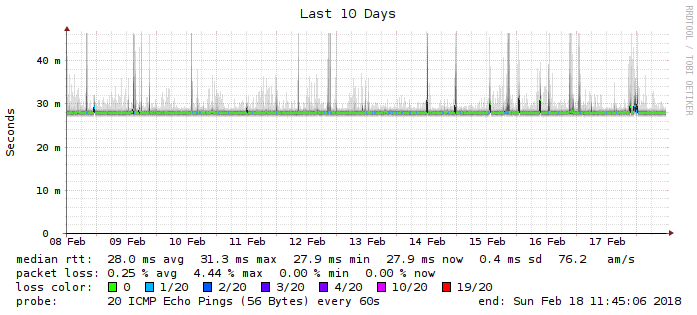 Last 10 Days
RRDTOOL / TOBI OETIKER
Seconds
40 m
30 m
20 m
10 m
0
08 Feb 09 Feb 10 Feb 11 Feb 12 Feb 13 Feb 14 Feb 15 Feb 16 Feb 17 Feb
median rtt: 28.0 ms avg 31.3 ms max 27.9 ms min 27.9 ms now 0.4 ms sd 76.2 am/s
packet loss: 0.25 % avg 4.44 % max 0.00 % min 0.00 % now
loss color: 0 1/20 2/20 3/20 4/20 10/20 19/20
probe: 20 ICMP Echo Pings (56 Bytes) every 60s end: Sun Feb 18 11:45:06 2018